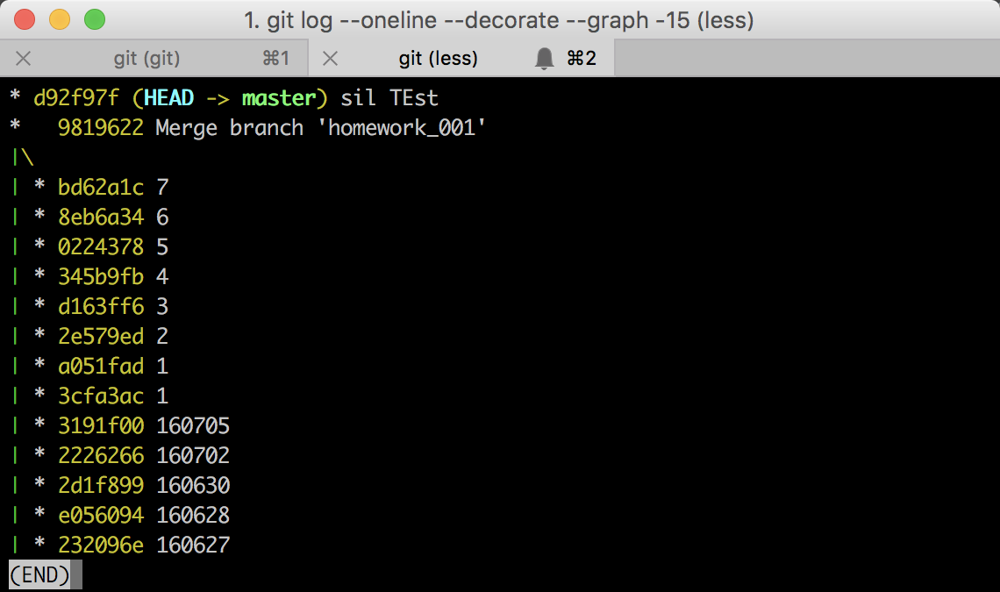 1. git log --oneline --decorate --graph -15 (less)
git (git) ⌘1 git (less) ⌘2
* d92f97f (HEAD -> master) sil TEst
*   9819622 Merge branch 'homework_001'
|\
| * bd62a1c 7
| * 8eb6a34 6
| * 0224378 5
| * 345b9fb 4
| * d163ff6 3
| * 2e579ed 2
| * a051fad 1
| * 3cfa3ac 1
| * 3191f00 160705
| * 2226266 160702
| * 2d1f899 160630
| * e056094 160628
| * 232096e 160627
(END)